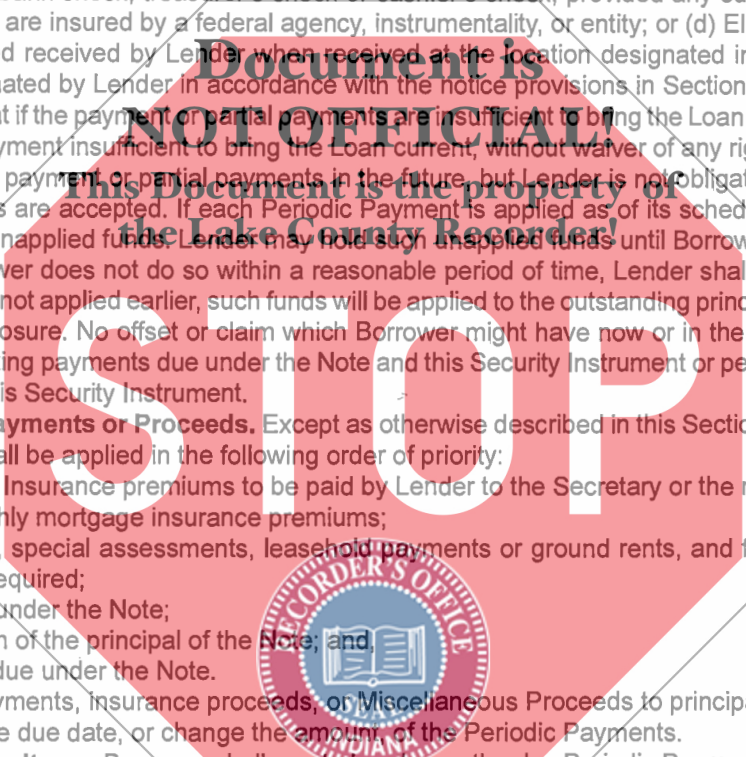 are insured by a federal agency, instrumentality, or entity; or (d) El
d received by Lender when received at the location designated in
Document is
nated by Lender in accordance with the notice provisions in Section
t if the payment or partial payments are insufficient to bring the Loan
NOT OFFICIAL!
yment insufficient to bring the Loan current, without waiver of any rig
payment or partial payments in the future, but Lender is not obligat
This Document is the property of
s are accepted. If each Periodic Payment is applied as of its sched
napplied funds. Lender may hold such unapplied funds until Borrow
the Lake County Recorder!
wer does not do so within a reasonable period of time, Lender shal
not applied earlier, such funds will be applied to the outstanding princ
osure. No offset or claim which Borrower might have now or in the
ing payments due under the Note and this Security Instrument or pe
is Security Instrument.
STOP
ayments or Proceeds. Except as otherwise described in this Sectio
all be applied in the following order of priority:
Insurance premiums to be paid by Lender to the Secretary or the
hly mortgage insurance premiums;
, special assessments, leasehold payments or ground rents, and f
equired;
under the Note;
n of the principal of the Note; and,
due under the Note.
RECORDER'S OFFICE
SEAL
INDIANA
yments, insurance proceeds, or Miscellaneous Proceeds to principa
e due date, or change the amount, of the Periodic Payments.